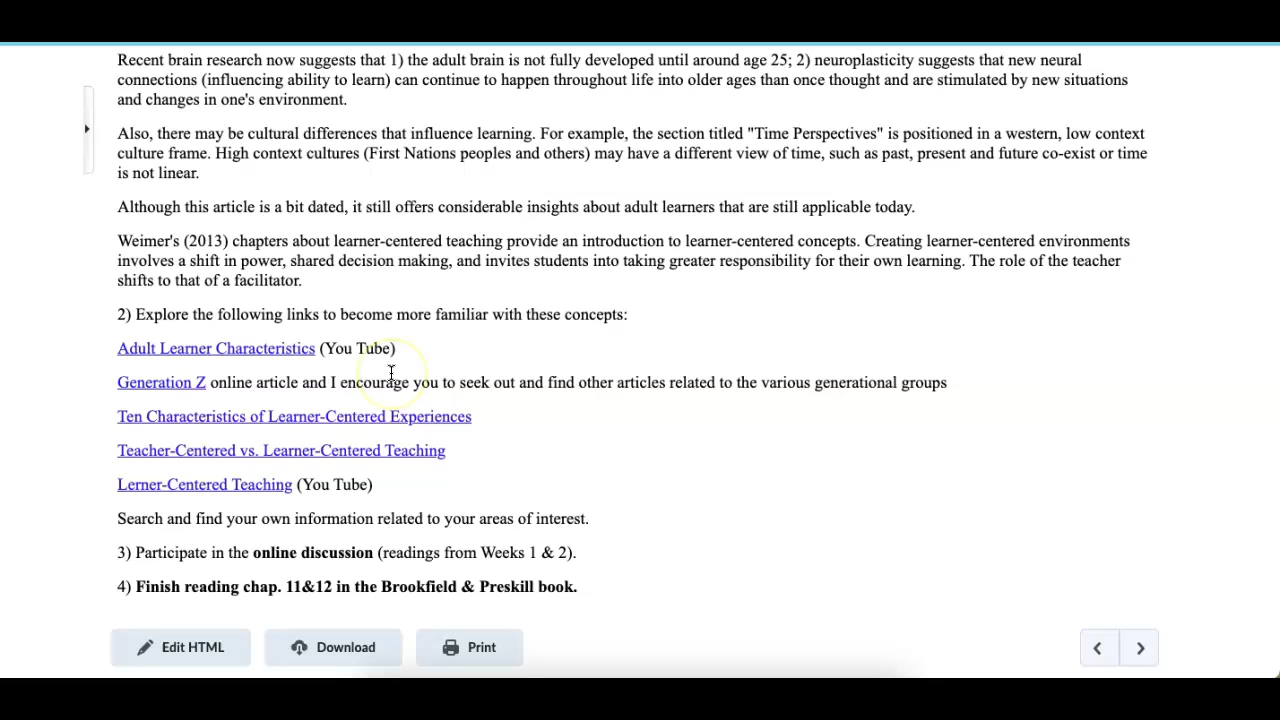 Recent brain research now suggests that 1) the adult brain is not fully developed until around age 25; 2) neuroplasticity suggests that new neural
connections (influencing ability to learn) can continue to happen throughout life into older ages than once thought and are stimulated by new situations
and changes in one's environment.
Also, there may be cultural differences that influence learning. For example, the section titled "Time Perspectives" is positioned in a western, low context
culture frame. High context cultures (First Nations peoples and others) may have a different view of time, such as past, present and future co-exist or time
is not linear.
Although this article is a bit dated, it still offers considerable insights about adult learners that are still applicable today.
Weimer's (2013) chapters about learner-centered teaching provide an introduction to learner-centered concepts. Creating learner-centered environments
involves a shift in power, shared decision making, and invites students into taking greater responsibility for their own learning. The role of the teacher
shifts to that of a facilitator.
2) Explore the following links to become more familiar with these concepts:
Adult Learner Characteristics (You Tube)
Generation Z online article and I encourage you to seek out and find other articles related to the various generational groups
Ten Characteristics of Learner-Centered Experiences
Teacher-Centered vs. Learner-Centered Teaching
Lerner-Centered Teaching (You Tube)
Search and find your own information related to your areas of interest.
3) Participate in the online discussion (readings from Weeks 1 & 2).
4) Finish reading chap. 11&12 in the Brookfield & Preskill book.
Edit HTML Download Print